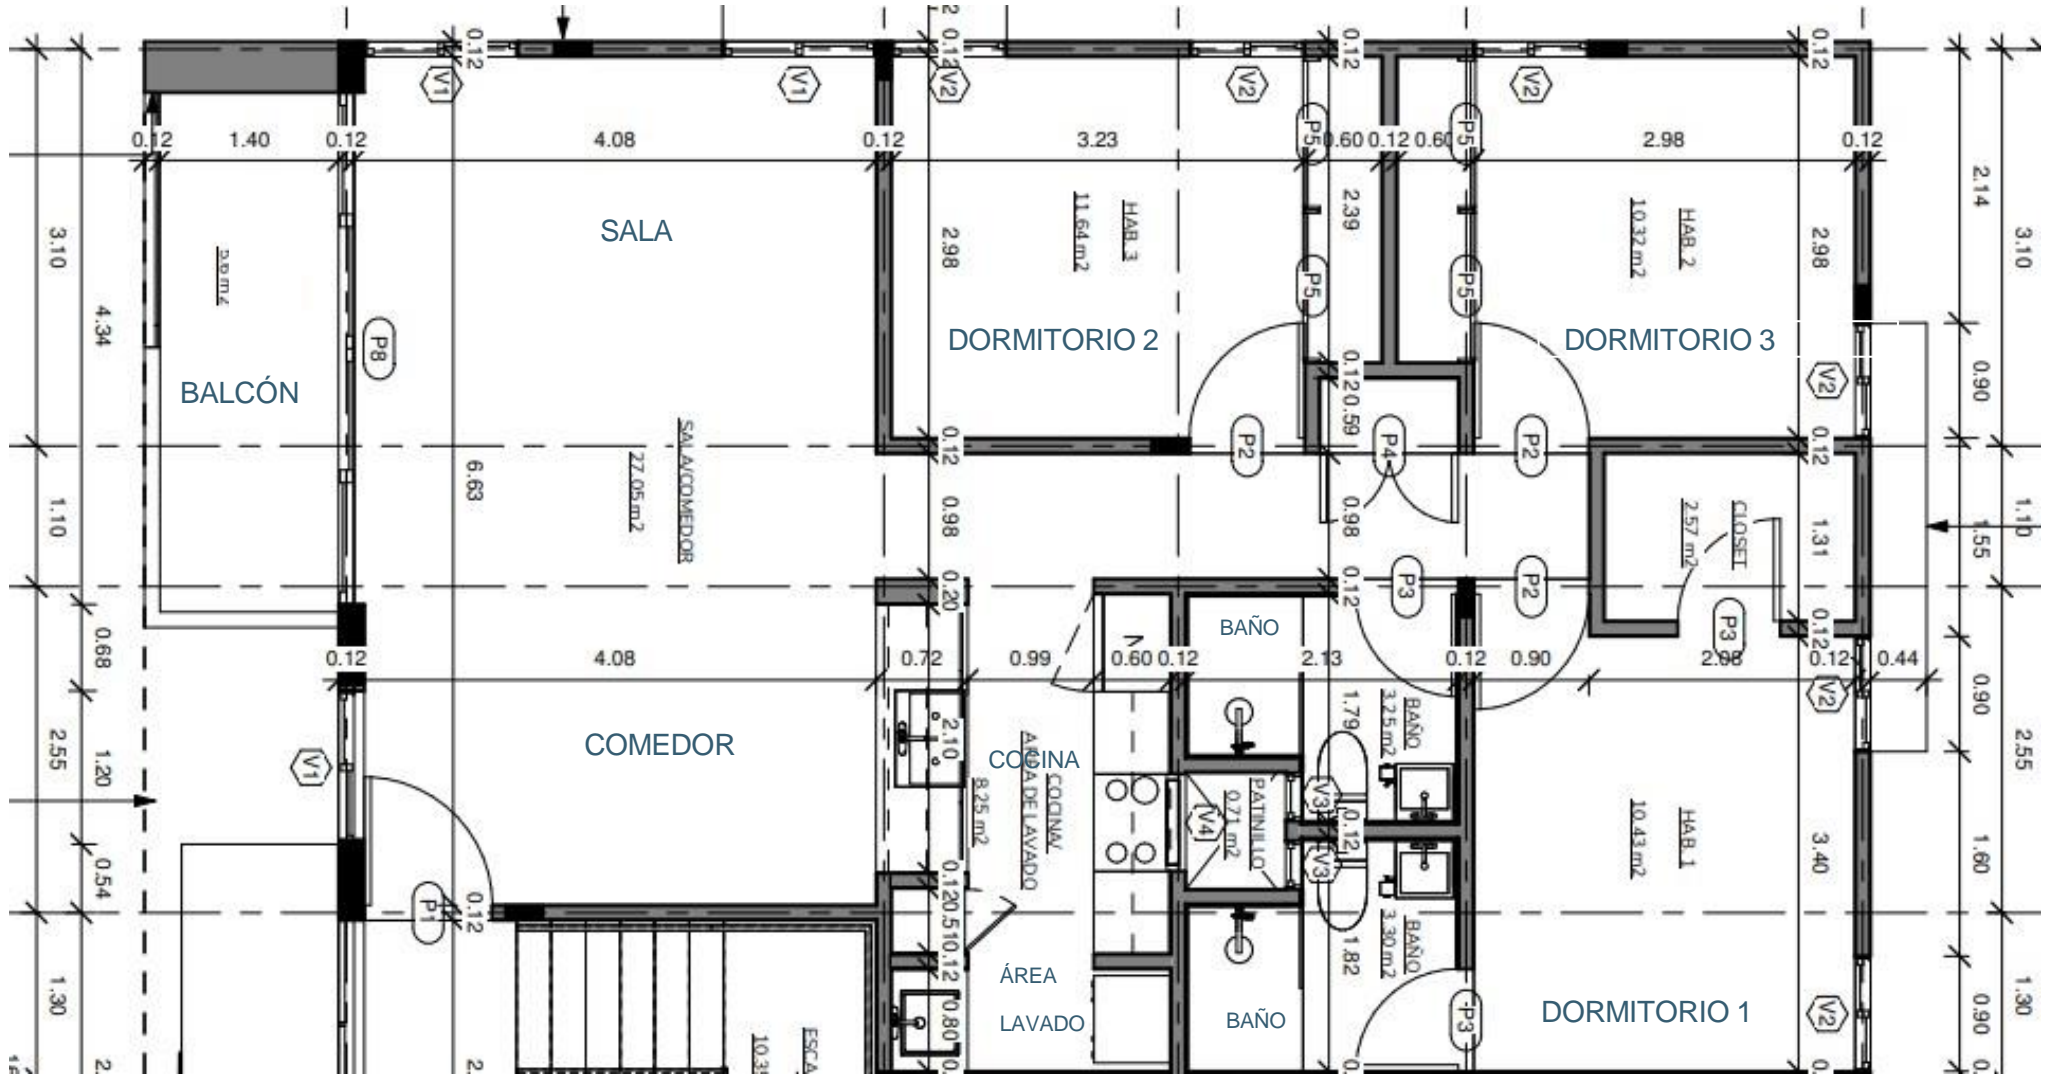 0.12
0.12
0.12
0.12
0.12
V1
V1
V2
V2
V2
0.12
1.40
0.12
4.08
0.12
3.23
P5
0.60
0.12
0.60
P5
2.98
0.12
2.14
3.10
4.34
5.6 m2
SALA
2.98
11.64 m2
HAB. 3
2.39
10.32 m2
HAB. 2
2.98
3.10
P8
P5
P5
DORMITORIO 2
DORMITORIO 3
BALCÓN
0.12
0.59
V2
0.90
SALA/COMEDOR
27.05 m2
6.63
0.12
P2
P4
P2
0.12
1.10
0.98
0.98
2.57 m2
CLOSET
1.31
1.55
1.10
0.20
0.12
P3
P2
P3
0.12
0.68
BAÑO
0.12
4.08
0.72
0.99
0.60
0.12
2.13
0.12
0.90
2.08
0.12
0.44
V2
0.90
2.55
1.20
V1
COMEDOR
2.10
COCINA
COCINA/
AREA DE LAVADO
8.25 m2
1.79
BAÑO
3.25 m2
PATINILLO
0.71 m2
V4
V3
0.12
V3
HAB. 1
10.43 m2
3.40
1.60
2.55
0.54
P1
0.12
0.12
0.51
0.12
BAÑO
3.30 m2
1.82
1.30
ÁREA
LAVADO
0.80
BAÑO
P3
DORMITORIO 1
V2
0.90
1.30